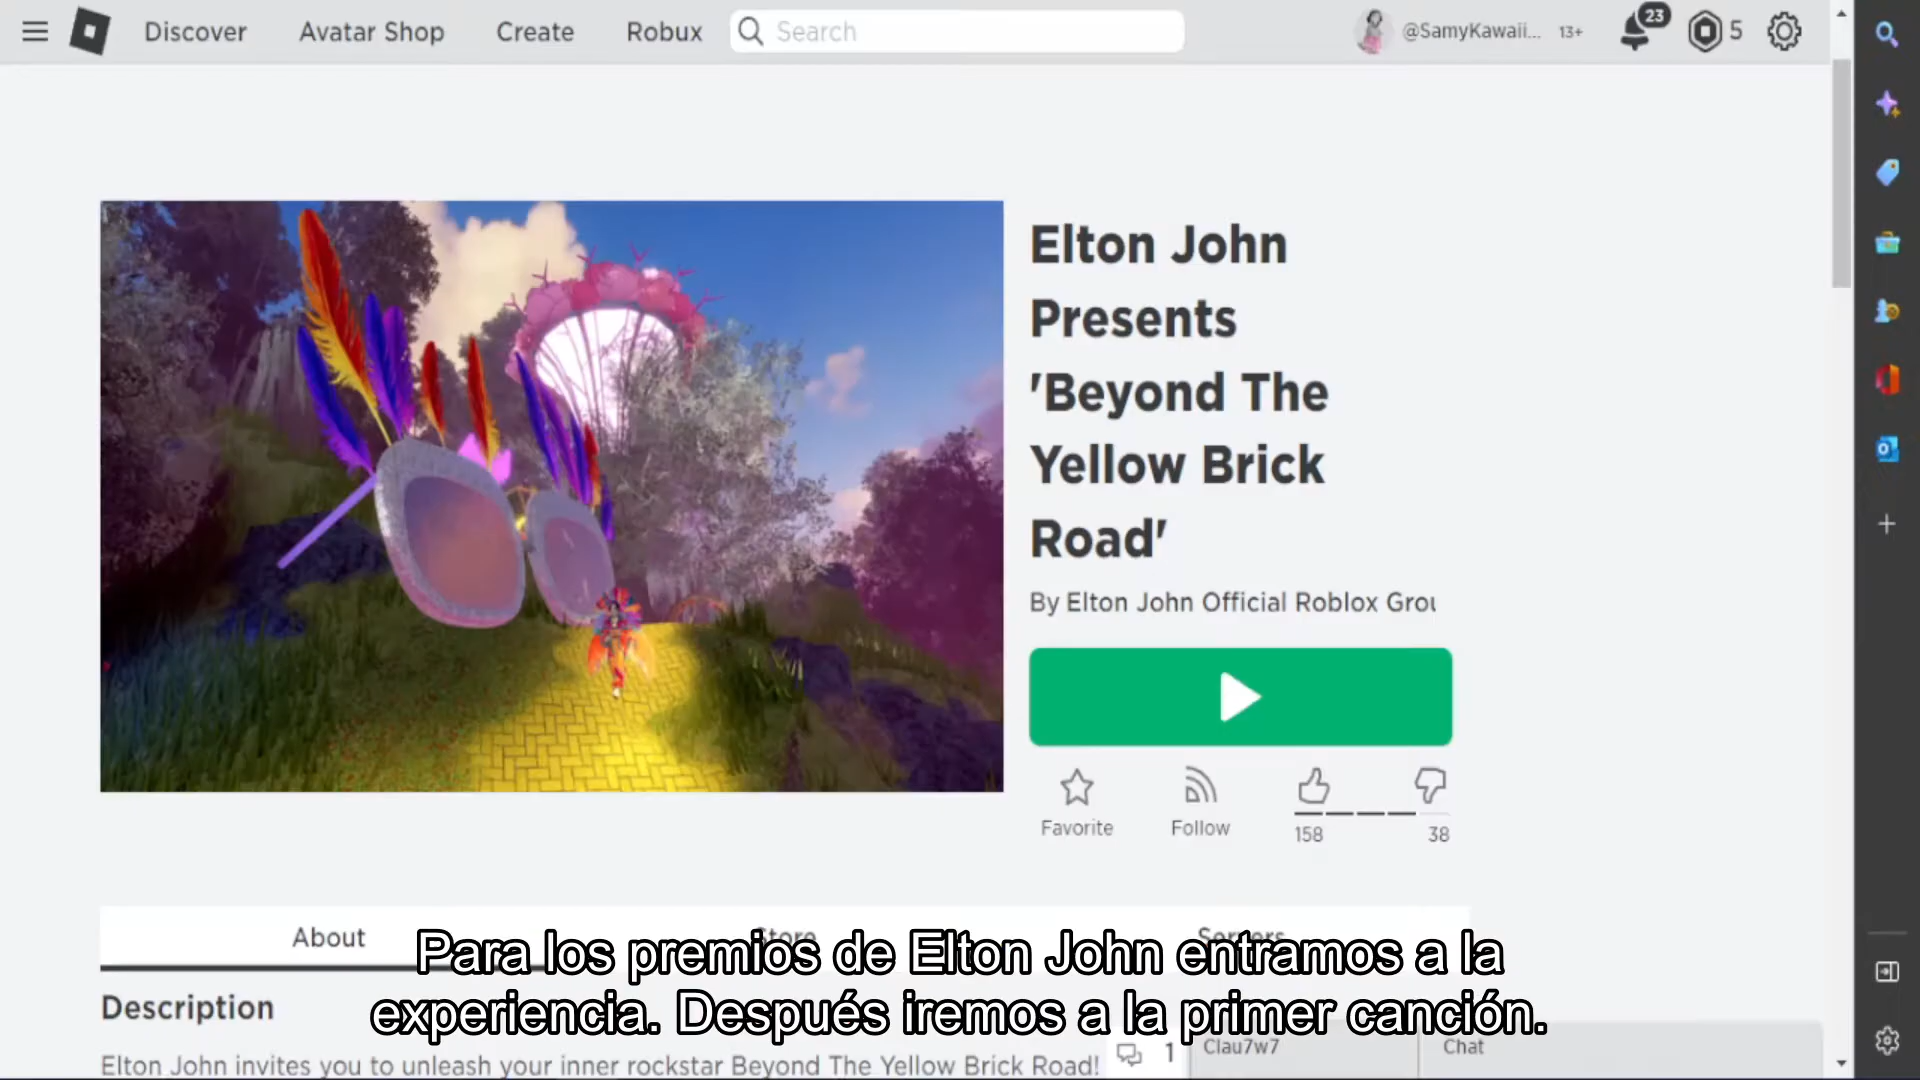 Discover Avatar Shop Create Robux Search @SamyKawaii... 13+ 23 5
Elton John
Presents
'Beyond The
Yellow Brick
Road'
By Elton John Official Roblox Grou
Favorite Follow 158 38
About Store Servers
Para los premios de Elton John entramos a la
experiencia. Después iremos a la primer canción.
Description
Elton John invites you to unleash your inner rockstar Beyond The Yellow Brick Road!
1 Clau7w7 Chat